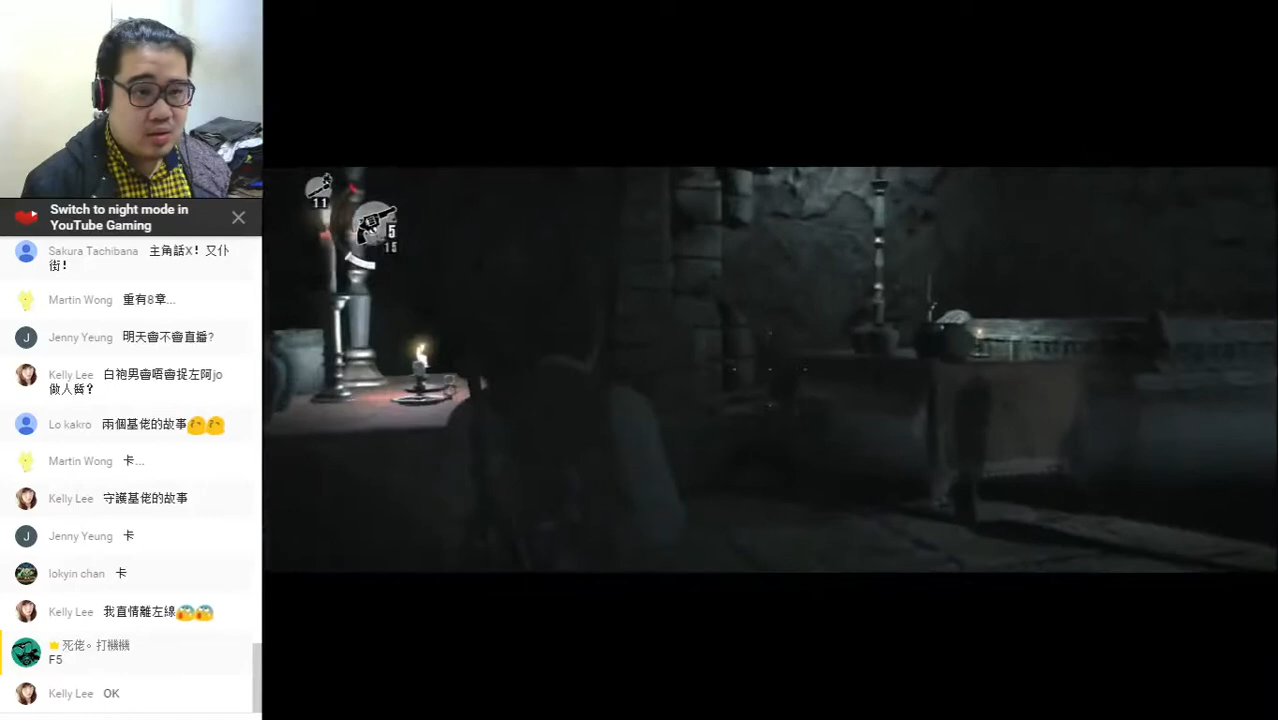 Switch to night mode in
YouTube Gaming
Sakura Tachibana 主角話X！又仆
街！
Martin Wong 重有8章...
Jenny Yeung 明天會不會直播?
Kelly Lee 白袍男會唔會捉左阿jo
做人質？
Lo kakro 兩個基佬的故事
Martin Wong 卡...
Kelly Lee 守護基佬的故事
Jenny Yeung 卡
lokyin chan 卡
Kelly Lee 我直情離左線
死佬。打機機
F5
Kelly Lee OK
11
5
15